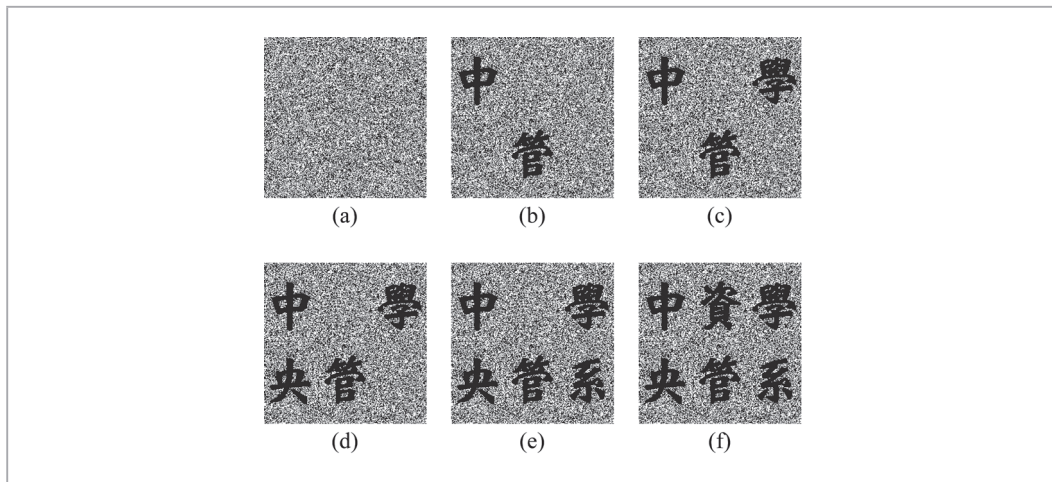 中
管
(a)
(b)
(c)
中 學
管
中 學
央 管
中 學
央 管 系
中 資 學
央 管 系
(d)
(e)
(f)